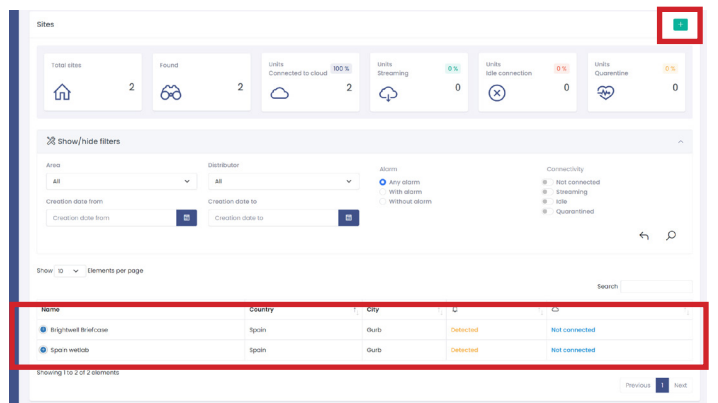 Sites
+
Total sites
2
Found
2
Units
Connected to cloud
100 %
2
Units
Streaming
0 %
0
Units
Idle connection
0 %
0
Units
Quarentine
0 %
0
Show/hide filters
Area
All
Distributor
All
Creation date from
Creation date from
Creation date to
Creation date to
Alarm
Any alarm
With alarm
Without alarm
Connectivity
Not connected
Streaming
Idle
Quarantined
Show 10 Elements per page
Search
Name Country City
Brightwell Briefcase Spain Gurb Detected Not connected
Spain wetlab Spain Gurb Detected Not connected
Showing 1 to 2 of 2 elements
Previous 1 Next